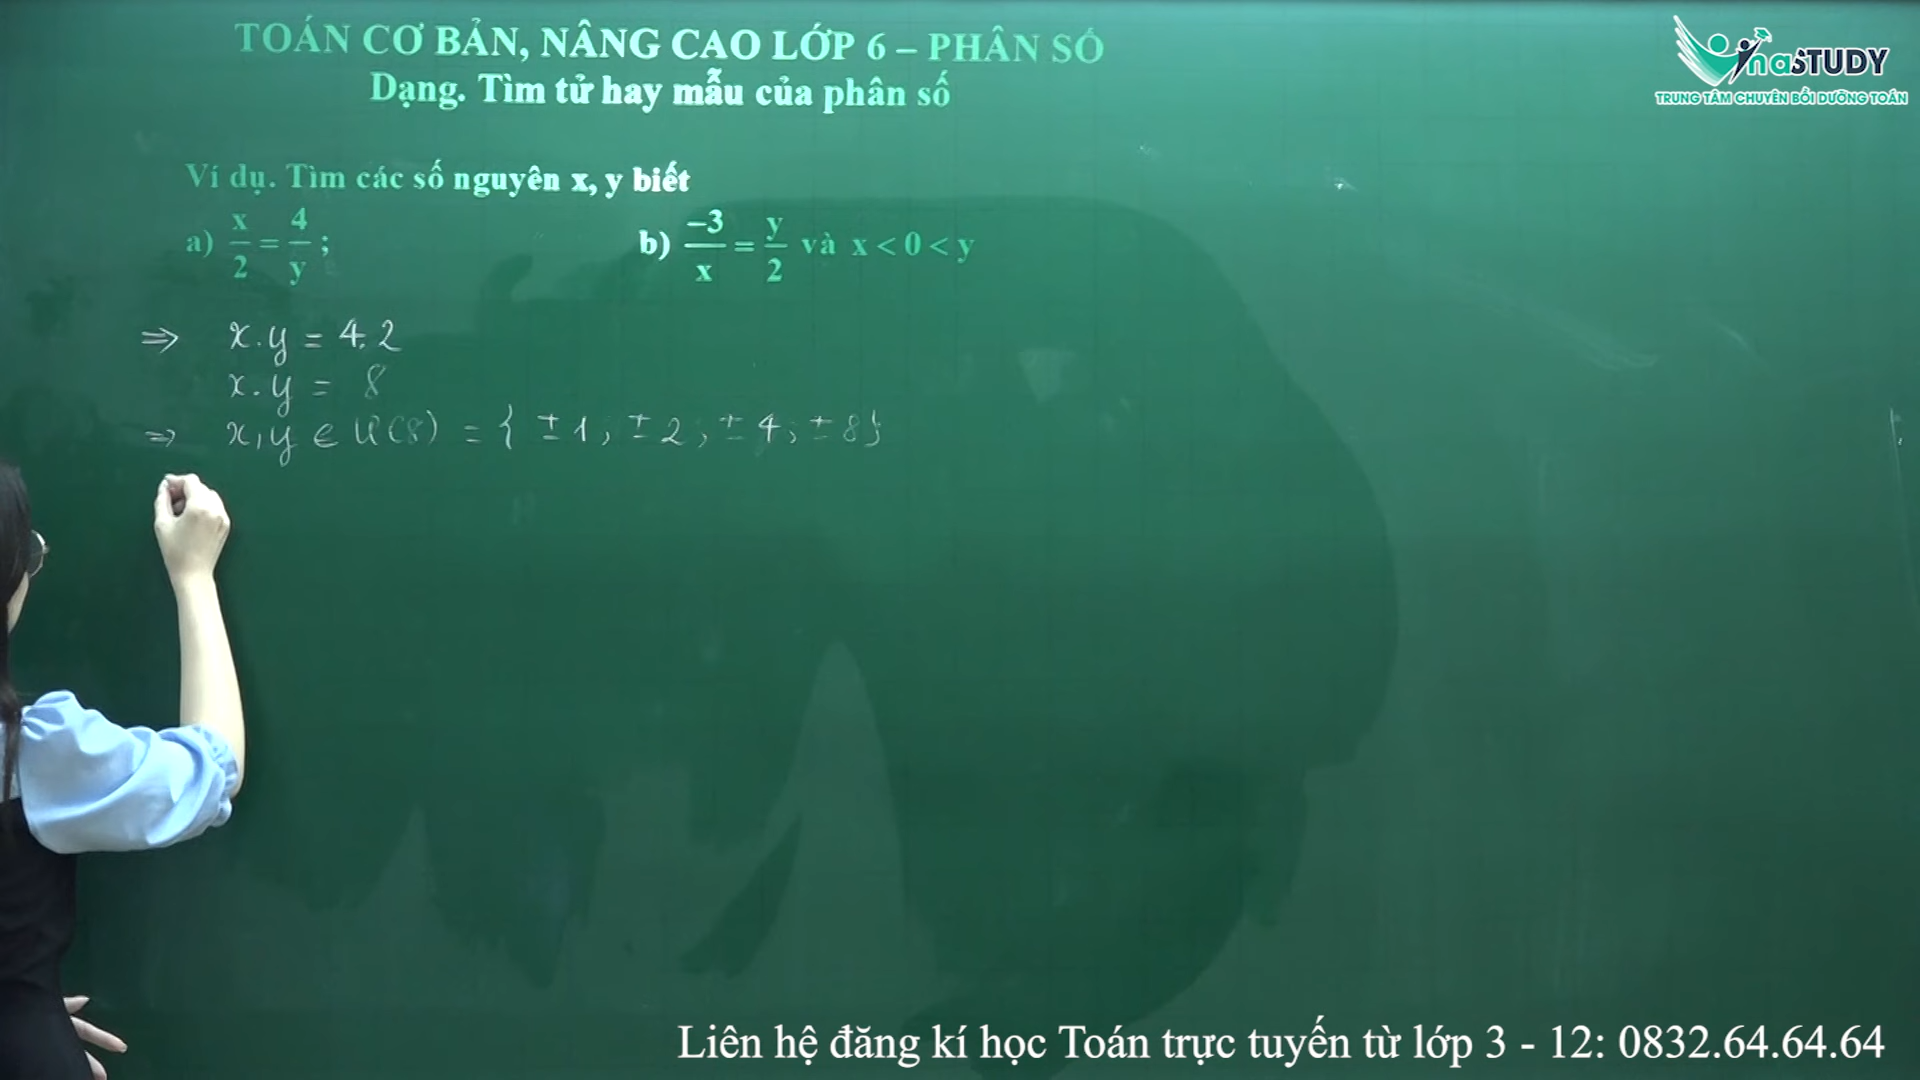 TOÁN CƠ BẢN, NÂNG CAO LỚP 6 – PHÂN SỐ
Dạng. Tìm tử hay mẫu của phân số
VinaSTUDY
TRUNG TÂM CHUYÊN BỒI DƯỠNG TOÁN
Ví dụ. Tìm các số nguyên x, y biết
a) x/2 = 4/y ; b) −3/x = y/2 và x < 0 < y
⇒ x.y = 4.2
x.y = 8
⇒ x,y ∈ Ư(8) = { ±1; ±2; ±4; ±8}
Liên hệ đăng kí học Toán trực tuyến từ lớp 3 - 12: 0832.64.64.64